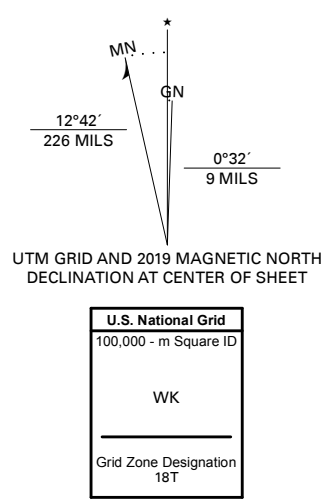 MN
GN
12°42´
226 MILS
0°32´
9 MILS
UTM GRID AND 2019 MAGNETIC NORTH
DECLINATION AT CENTER OF SHEET
U.S. National Grid
100,000 - m Square ID
WK
Grid Zone Designation
18T